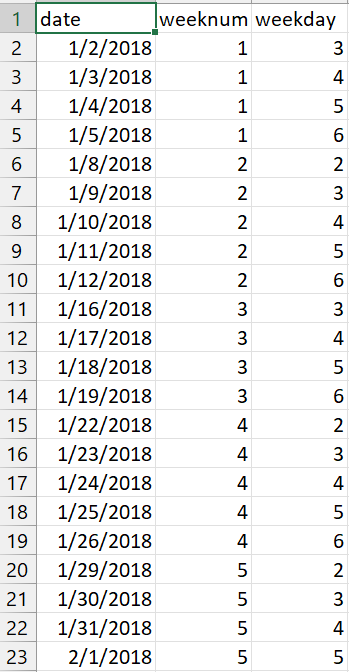 1 date weeknum weekday
2 1/2/2018 1 3
3 1/3/2018 1 4
4 1/4/2018 1 5
5 1/5/2018 1 6
6 1/8/2018 2 2
7 1/9/2018 2 3
8 1/10/2018 2 4
9 1/11/2018 2 5
10 1/12/2018 2 6
11 1/16/2018 3 3
12 1/17/2018 3 4
13 1/18/2018 3 5
14 1/19/2018 3 6
15 1/22/2018 4 2
16 1/23/2018 4 3
17 1/24/2018 4 4
18 1/25/2018 4 5
19 1/26/2018 4 6
20 1/29/2018 5 2
21 1/30/2018 5 3
22 1/31/2018 5 4
23 2/1/2018 5 5